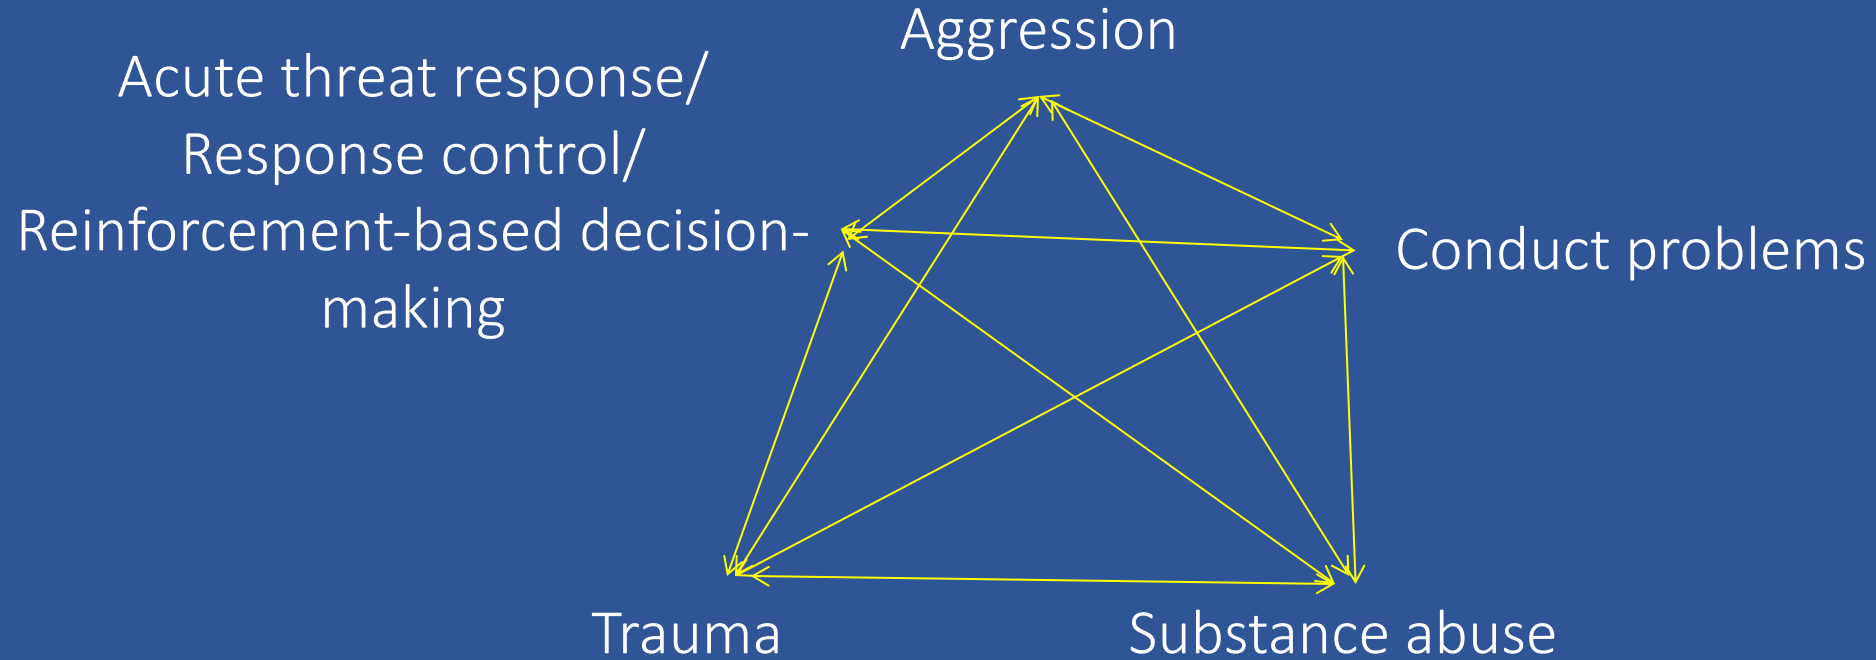 Aggression
Acute threat response/
Response control/
Reinforcement-based decision-
making
Conduct problems
Trauma
Substance abuse